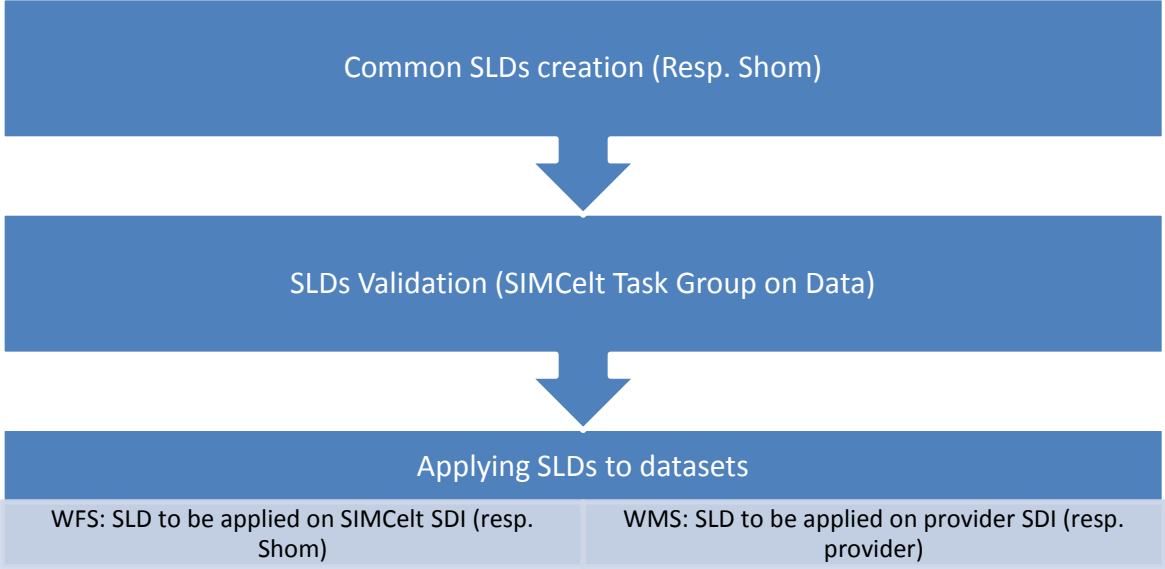 Common SLDs creation (Resp. Shom)
SLDs Validation (SIMCelt Task Group on Data)
Applying SLDs to datasets
WFS: SLD to be applied on SIMCelt SDI (resp.
Shom)
WMS: SLD to be applied on provider SDI (resp.
provider)